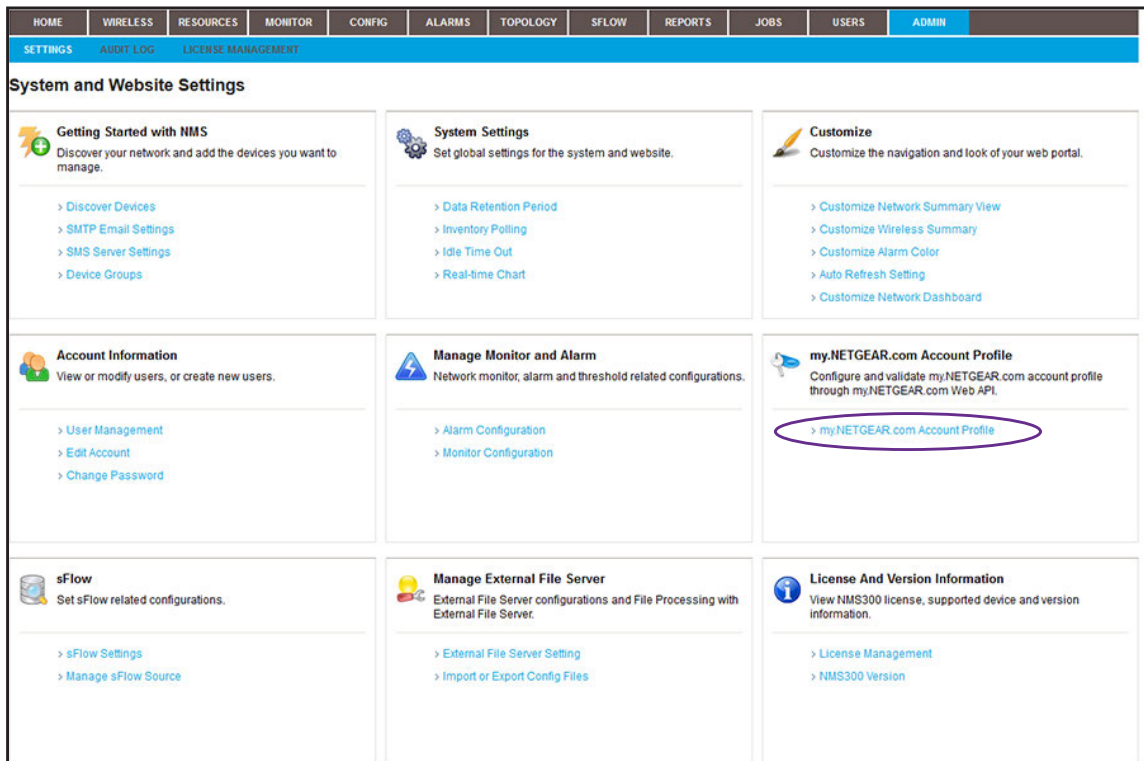 HOME WIRELESS RESOURCES MONITOR CONFIG ALARMS TOPOLOGY SFLOW REPORTS JOBS USERS ADMIN
SETTINGS AUDIT LOG LICENSE MANAGEMENT
System and Website Settings
Getting Started with NMS
Discover your network and add the devices you want to
manage.
> Discover Devices
> SMTP Email Settings
> SMS Server Settings
> Device Groups
System Settings
Set global settings for the system and website.
> Data Retention Period
> Inventory Polling
> Idle Time Out
> Real-time Chart
Customize
Customize the navigation and look of your web portal.
> Customize Network Summary View
> Customize Wireless Summary
> Customize Alarm Color
> Auto Refresh Setting
> Customize Network Dashboard
Account Information
View or modify users, or create new users.
> User Management
> Edit Account
> Change Password
Manage Monitor and Alarm
Network monitor, alarm and threshold related configurations.
> Alarm Configuration
> Monitor Configuration
my.NETGEAR.com Account Profile
Configure and validate my.NETGEAR.com account profile
through my.NETGEAR.com Web API.
> my.NETGEAR.com Account Profile
sFlow
Set sFlow related configurations.
> sFlow Settings
> Manage sFlow Source
Manage External File Server
External File Server configurations and File Processing with
External File Server.
> External File Server Setting
> Import or Export Config Files
License And Version Information
View NMS300 license, supported device and version
information.
> License Management
> NMS300 Version